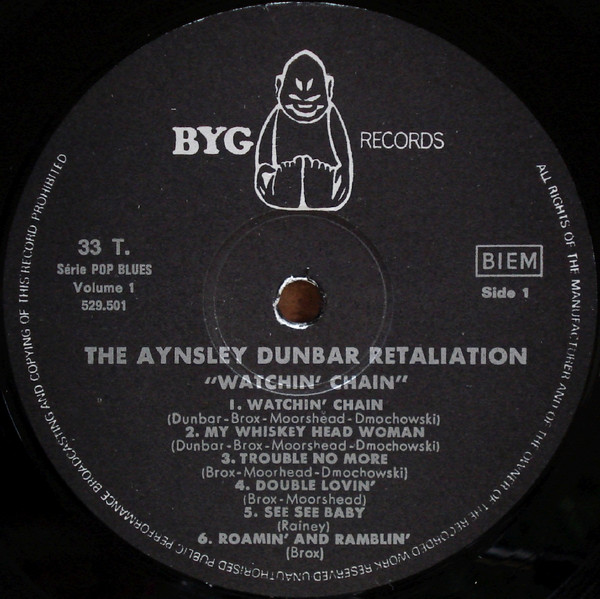 BYG RECORDS
33 T.
Série POP BLUES
Volume 1
529.501
BIEM
Side 1
THE AYNSLEY DUNBAR RETALIATION
"WATCHIN' CHAIN"
1. WATCHIN' CHAIN
(Dunbar-Brox-Moorshead-Dmochowski)
2. MY WHISKEY HEAD WOMAN
(Dunbar-Brox-Moorshead-Dmochowski)
3. TROUBLE NO MORE
(Brox-Moorhead-Dmochowski)
4. DOUBLE LOVIN'
(Brox-Moorshead)
5. SEE SEE BABY
(Rainey)
6. ROAMIN' AND RAMBLIN'
(Brox)
ALL RIGHTS OF THE MANUFACTURER AND OF THE OWNER OF THE RECORDED WORK RESERVED UNAUTHORISED PUBLIC PERFORMANCE BROADCASTING AND COPYING OF THIS RECORD PROHIBITED